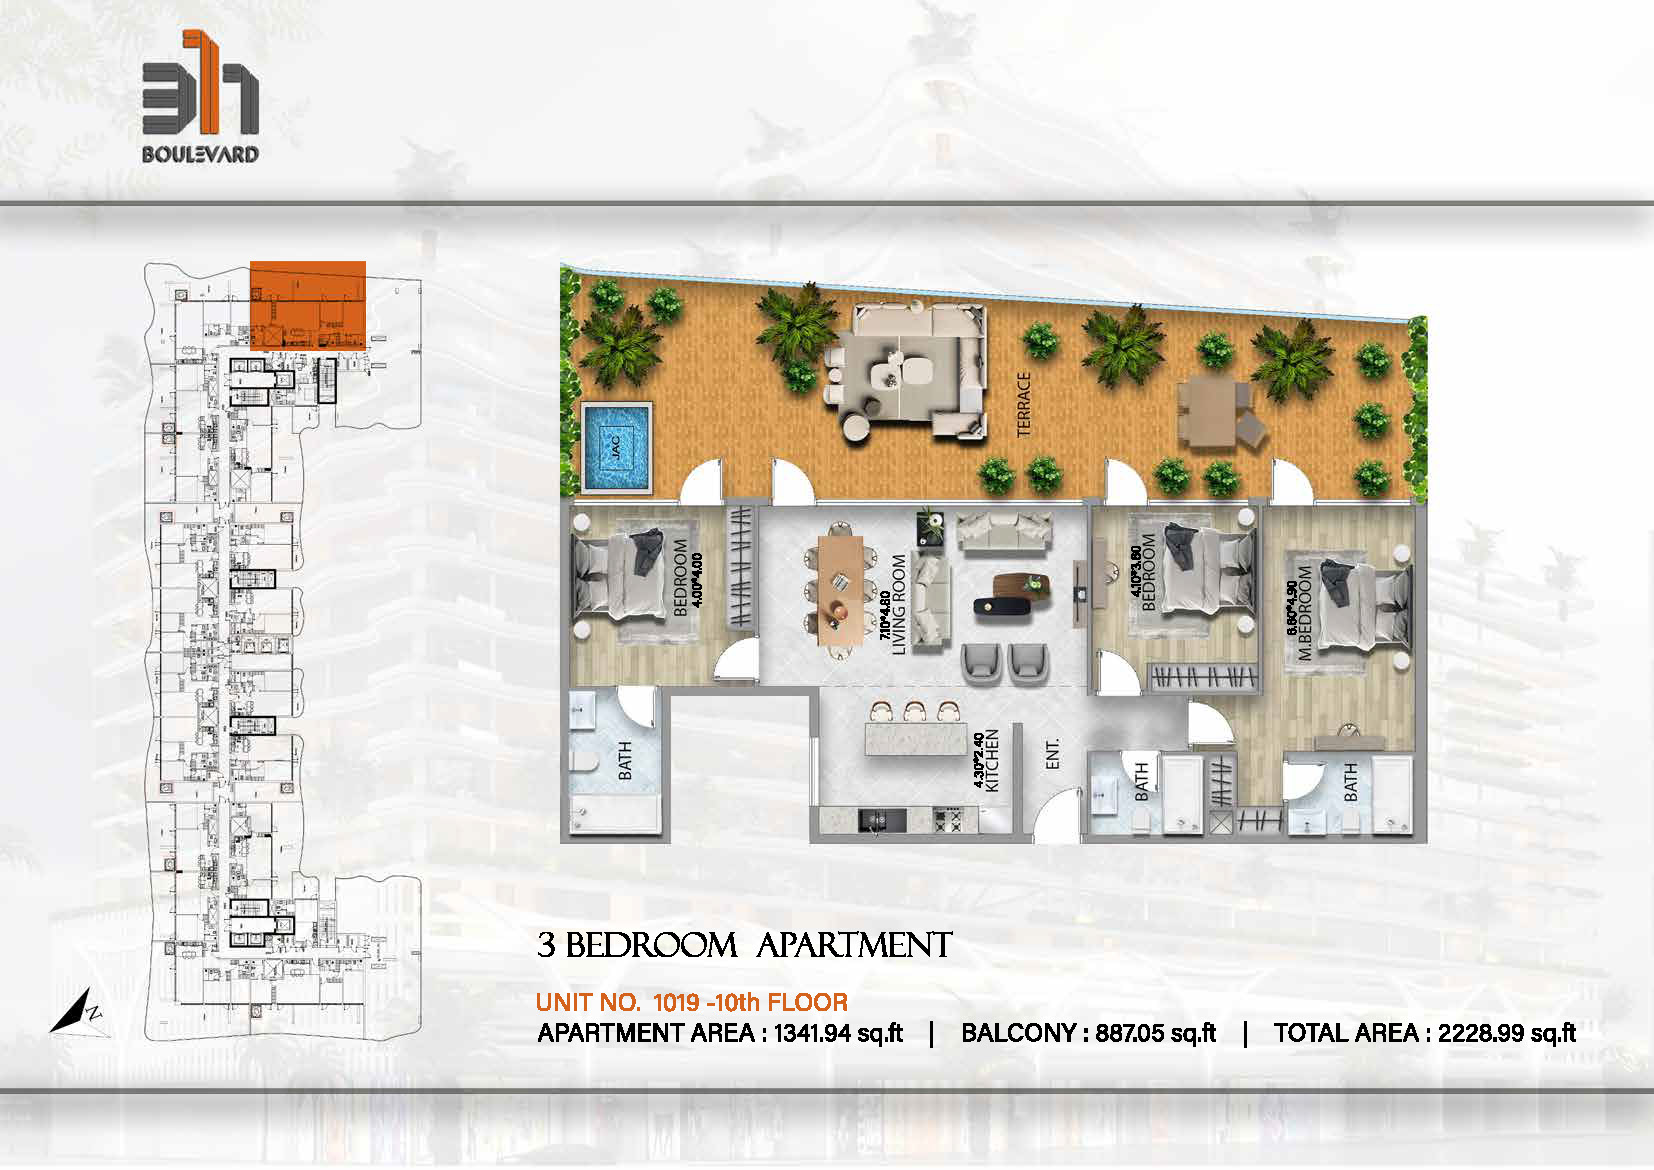 311
BOULEVARD
JAC
TERRACE
BEDROOM
4.00*4.00
7.10*4.80
LIVING ROOM
4.10*3.60
BEDROOM
6.60*4.90
M.BEDROOM
BATH
4.30*2.40
KITCHEN
ENT.
BATH
BATH
N
3 BEDROOM APARTMENT
UNIT NO. 1019 -10th FLOOR
APARTMENT AREA : 1341.94 sq.ft | BALCONY : 887.05 sq.ft | TOTAL AREA : 2228.99 sq.ft